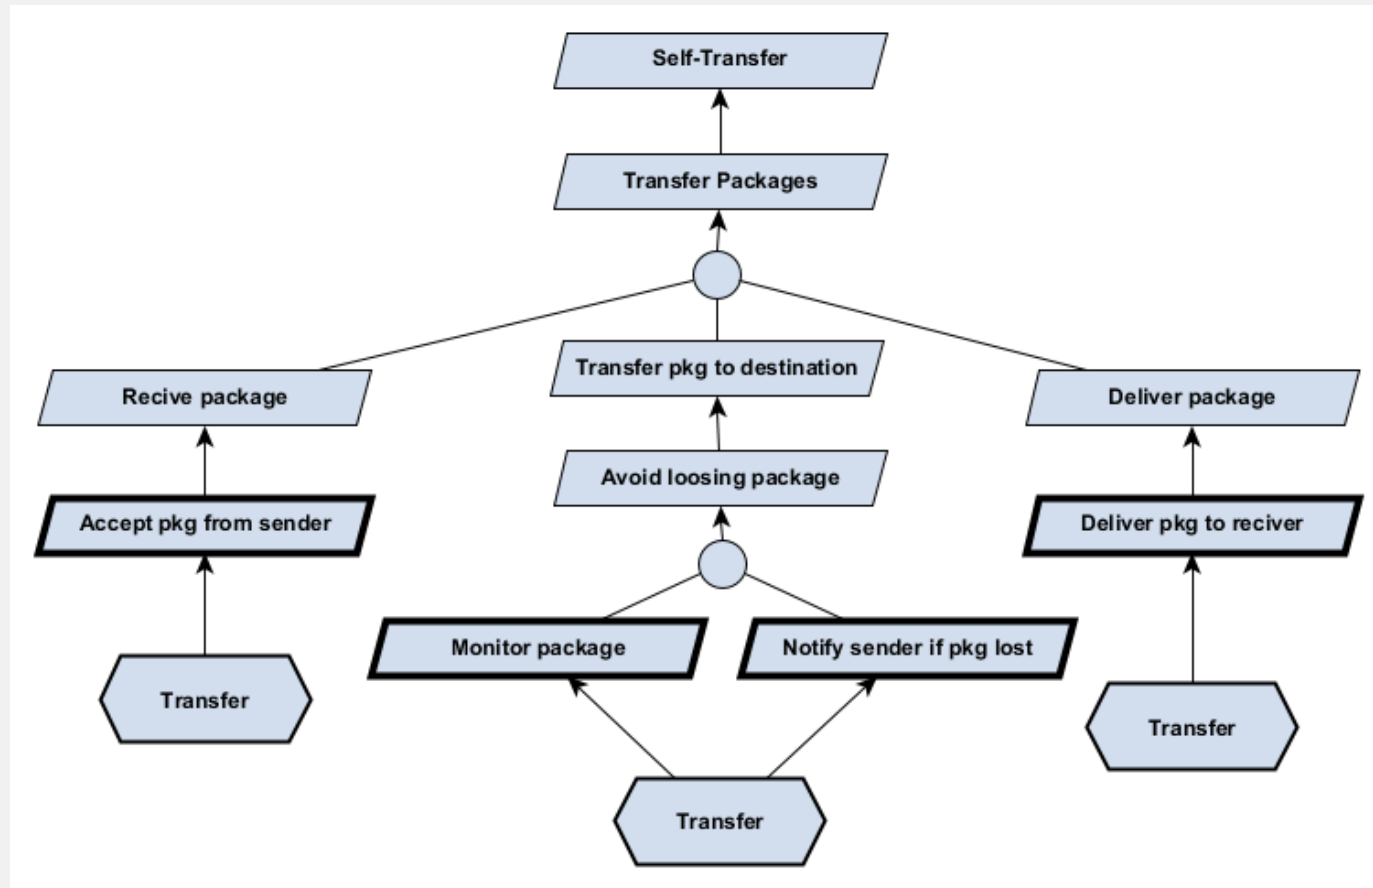 Self-Transfer
Transfer Packages
Transfer pkg to destination
Recive package
Deliver package
Avoid loosing package
Accept pkg from sender
Deliver pkg to reciver
Monitor package
Notify sender if pkg lost
Transfer
Transfer
Transfer